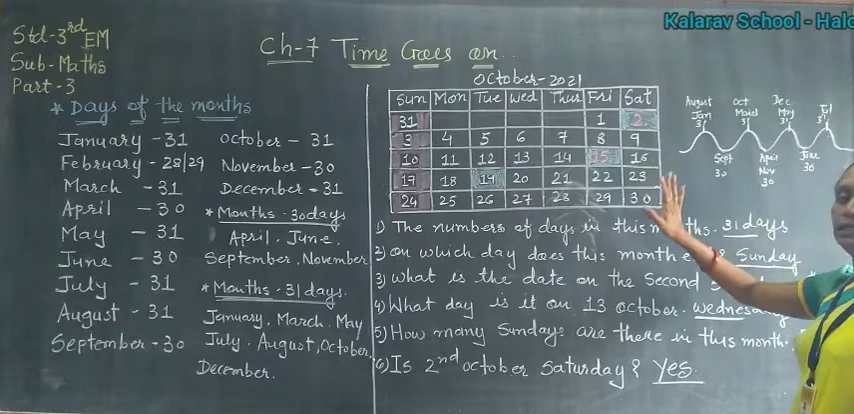 Kalarav School - Halo
Std-3rd EM
Sub-Maths
Part-3
Ch-7 Time Goes on..
* Days of the months
January - 31
February - 28/29
March - 31
April - 30
May - 31
June - 30
July - 31
August - 31
September - 30
October - 31
November - 30
December - 31
* Months - 30days
April, June,
September, November
* Months - 31 days.
January, March, May
July, August, October,
December.
October-2021
Sun Mon Tue Wed Thur Fri Sat
31 1 2
3 4 5 6 7 8 9
10 11 12 13 14 15 16
17 18 19 20 21 22 23
24 25 26 27 28 29 30
1) The numbers of days in this month. 31 days
2) on which day does this month Sunday
3) What is the date on the second
4) What day is it on 13 october. Wednesday
5) How many Sundays are there in this month.
6) Is 2nd october Saturday? Yes.
August Jan 31
Oct March 31
Dec May 31
Jul 31
Sept 30
April Nov 30
June 30